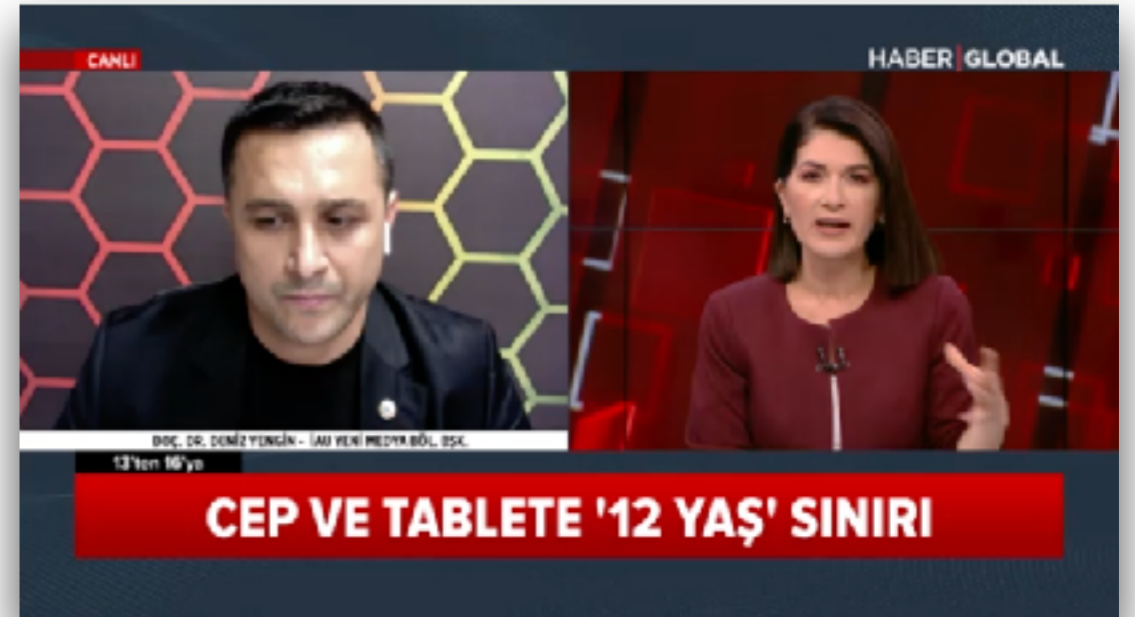 CANLI
HABER GLOBAL
DOÇ. DR. DENİZ YENGİN - İAÜ YENİ MEDYA BÖL. BŞK.
13'ten 16'ya
CEP VE TABLETE '12 YAŞ' SINIRI